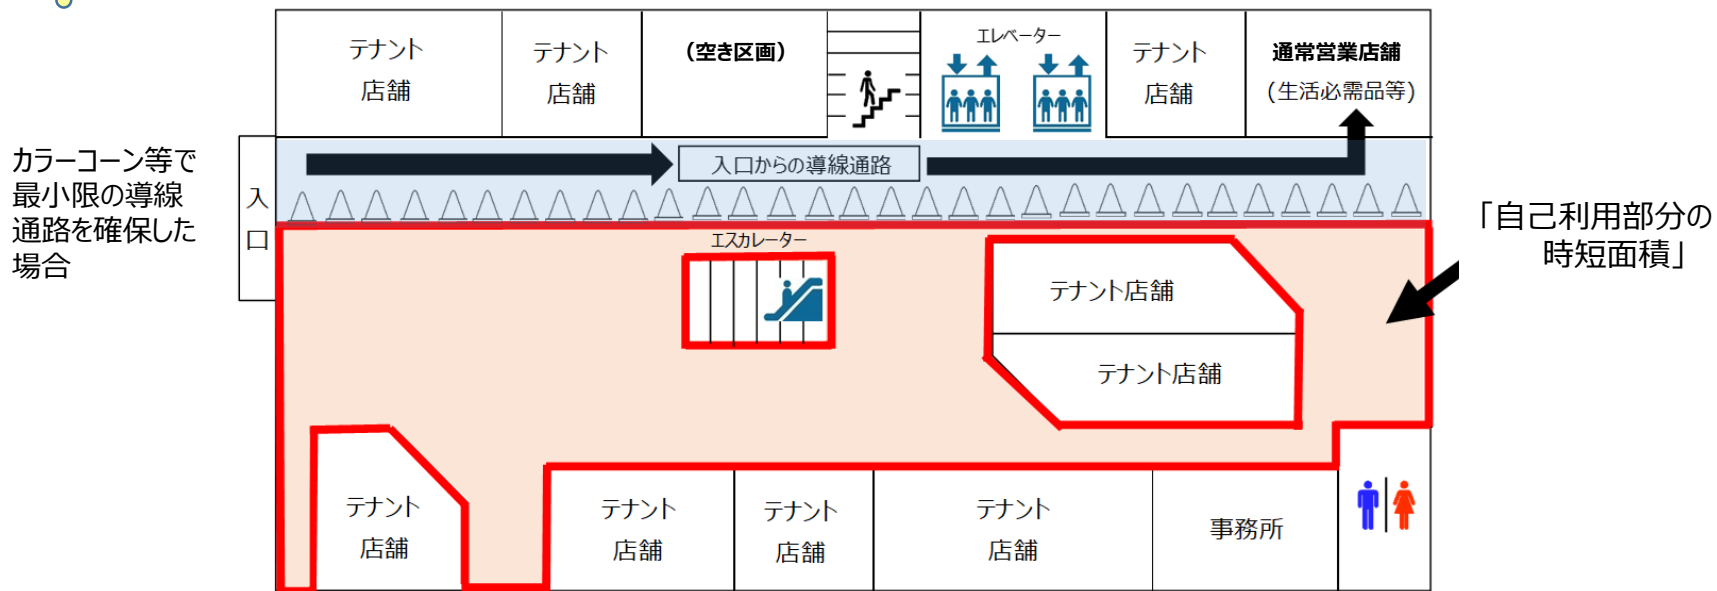 テナント
店舗
テナント
店舗
(空き区画)
エレベーター
テナント
店舗
通常営業店舗
(生活必需品等)
カラーコーン等で
最小限の導線
通路を確保した
場合
入
口
入口からの導線通路
「自己利用部分の
時短面積」
エスカレーター
テナント店舗
テナント店舗
テナント
店舗
テナント
店舗
テナント
店舗
テナント
店舗
事務所